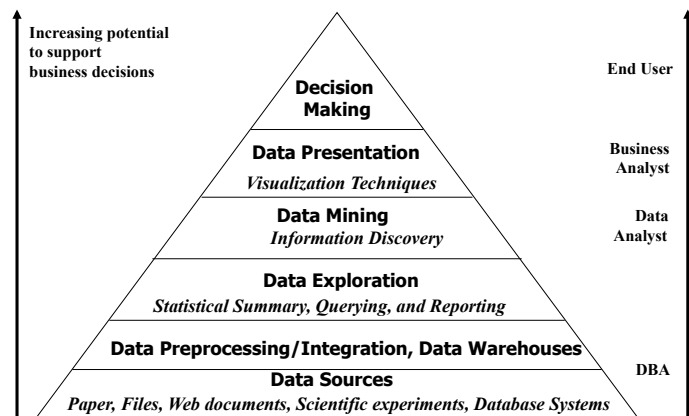 Increasing potential
to support
business decisions
End User
Decision
Making
Data Presentation
Business
Analyst
Visualization Techniques
Data Mining
Data
Analyst
Information Discovery
Data Exploration
Statistical Summary, Querying, and Reporting
Data Preprocessing/Integration, Data Warehouses
DBA
Data Sources
Paper, Files, Web documents, Scientific experiments, Database Systems